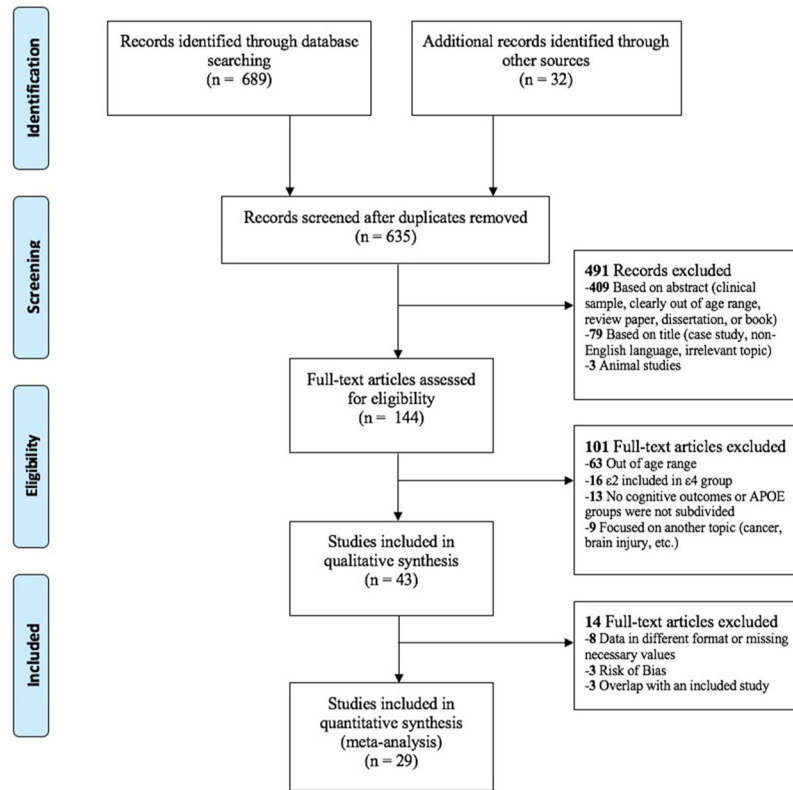 Identification
Records identified through database
searching
(n = 689)
Additional records identified through
other sources
(n = 32)
Screening
Records screened after duplicates removed
(n = 635)
491 Records excluded
-409 Based on abstract (clinical
sample, clearly out of age range,
review paper, dissertation, or book)
-79 Based on title (case study, non-
English language, irrelevant topic)
-3 Animal studies
Eligibility
Full-text articles assessed
for eligibility
(n = 144)
101 Full-text articles excluded
-63 Out of age range
-16 ε2 included in ε4 group
-13 No cognitive outcomes or APOE
groups were not subdivided
-9 Focused on another topic (cancer,
brain injury, etc.)
Studies included in
qualitative synthesis
(n = 43)
Included
14 Full-text articles excluded
-8 Data in different format or missing
necessary values
-3 Risk of Bias
-3 Overlap with an included study
Studies included in
quantitative synthesis
(meta-analysis)
(n = 29)